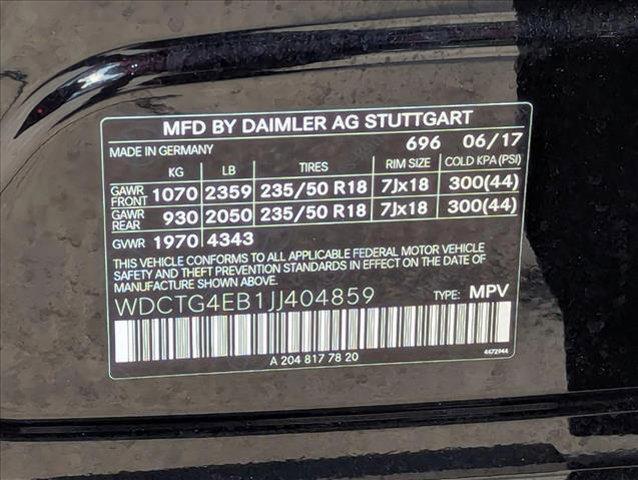 MFD BY DAIMLER AG STUTTGART
MADE IN GERMANY 696 06/17
KG LB TIRES RIM SIZE COLD KPA(PSI)
GAWR FRONT 1070 2359 235/50 R18 7Jx18 300(44)
GAWR REAR 930 2050 235/50 R18 7Jx18 300(44)
GVWR 1970 4343
THIS VEHICLE CONFORMS TO ALL APPLICABLE FEDERAL MOTOR VEHICLE
SAFETY AND THEFT PREVENTION STANDARDS IN EFFECT ON THE DATE OF
MANUFACTURE SHOWN ABOVE.
WDCTG4EB1JJ404859 TYPE: MPV
A 204 817 78 20 4472944